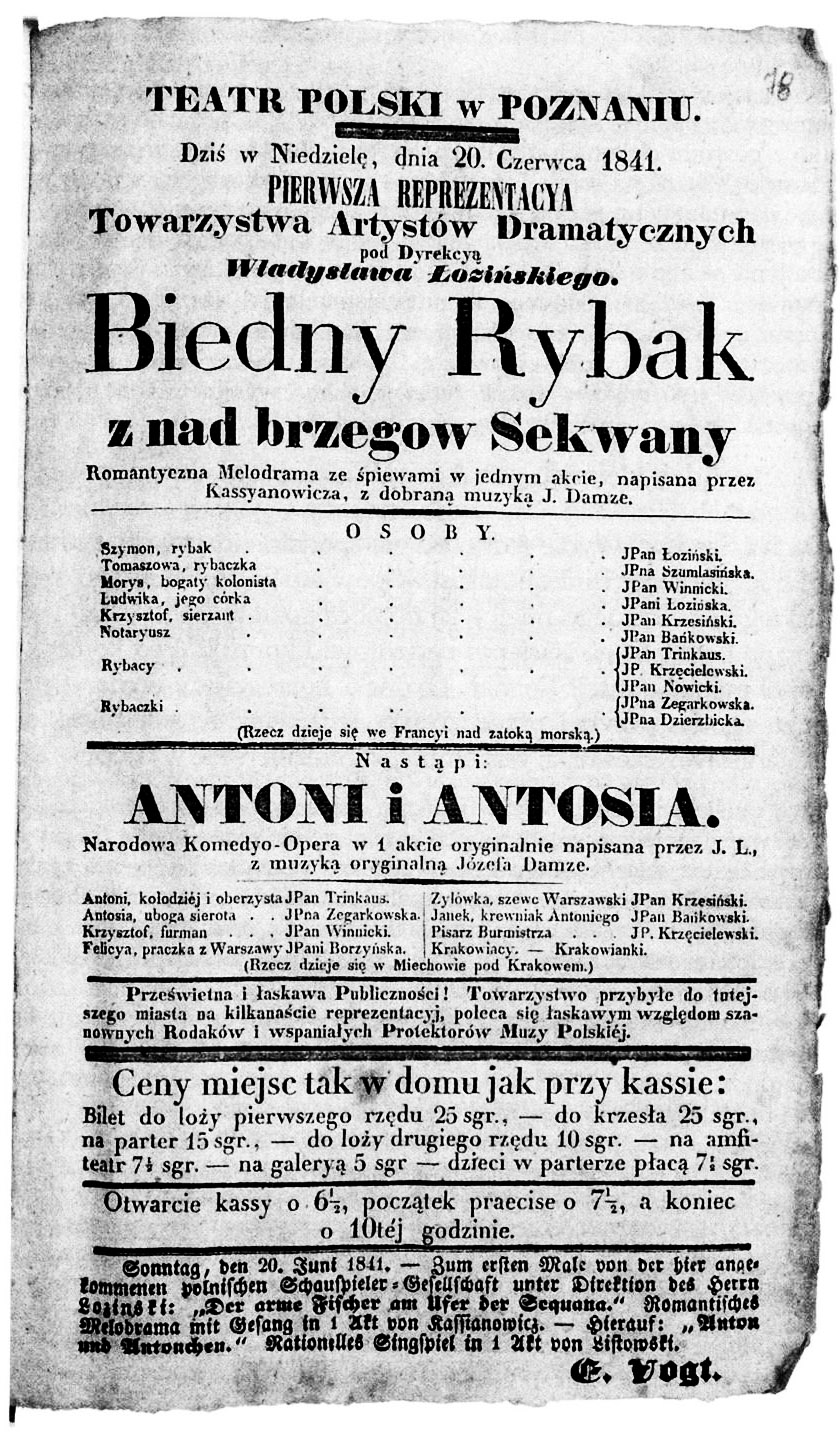 78
TEATR POLSKI w POZNANIU.
Dziś w Niedzielę, dnia 20. Czerwca 1841.
PIERWSZA REPREZENTACYA
Towarzystwa Artystów Dramatycznych
pod Dyrekcyą
Władysława Łozińskiego.
Biedny Rybak
z nad brzegow Sekwany
Romantyczna Melodrama ze śpiewami w jednym akcie, napisana przez
Kassyanowicza, z dobraną muzyką J. Damze.
OSOBY.
Szymon, rybak . . . . . . JPan Łoziński.
Tomaszowa, rybaczka . . . . . JPna Szumlasińska.
Morys, bogaty kolonista . . . . . JPan Winnicki.
Ludwika, jego córka . . . . . JPani Łozińska.
Krzysztof, sierzant . . . . . . JPan Krzesiński.
Notaryusz . . . . . . JPan Bańkowski.
{JPan Trinkaus.
Rybacy . . . . . . . {JP. Krzęcielewski.
{JPan Nowicki.
Rybaczki . . . . . . . {JPna Zegarkowska.
{JPna Dzierzbicka.
(Rzecz dzieje się we Francyi nad zatoką morską.)
Nastąpi:
ANTONI i ANTOSIA.
Narodowa Komedyo-Opera w 1 akcie oryginalnie napisana przez J. L.,
z muzyką oryginalną Józefa Damze.
Antoni, kołodziéj i oberzysta JPan Trinkaus.
Antosia, uboga sierota . . JPna Zegarkowska.
Krzysztof, furman . . . JPan Winnicki.
Felicya, praczka z Warszawy JPani Borzyńska.
Zylówka, szewc Warszawski JPan Krzesiński.
Janek, krewniak Antoniego JPan Bańkowski.
Pisarz Burmistrza . . . JP. Krzęcielewski.
Krakowiacy. — Krakowianki.
(Rzecz dzieje się w Miechowie pod Krakowem.)
Prześwietna i łaskawa Publiczności! Towarzystwo przybyłe do tutej-
szego miasta na kilkanaście reprezentacyj, poleca się łaskawym względom sza-
nownych Rodaków i wspaniałych Protektorów Muzy Polskiéj.
Ceny miejsc tak w domu jak przy kassie:
Bilet do loży pierwszego rzędu 25 sgr., — do krzesła 25 sgr.,
na parter 15 sgr., — do loży drugiego rzędu 10 sgr. — na amfi-
teatr 7½ sgr. — na galeryą 5 sgr — dzieci w parterze płacą 7½ sgr.
Otwarcie kassy o 6½, początek praecise o 7½, a koniec
o 10téj godzinie.
Sonntag, den 20. Juni 1841. — Zum ersten Male von der hier ange-
kommenen polnischen Schauspieler-Gesellschaft unter Direktion des Herrn
Lozinski: „Der arme Fischer am Ufer der Sequana." Romantisches
Melodrama mit Gesang in 1 Akt von Kassianowicz. — Hierauf: „Anton
und Antonchen." Nationelles Singspiel in 1 Akt von Listowski.
E. Vogt.